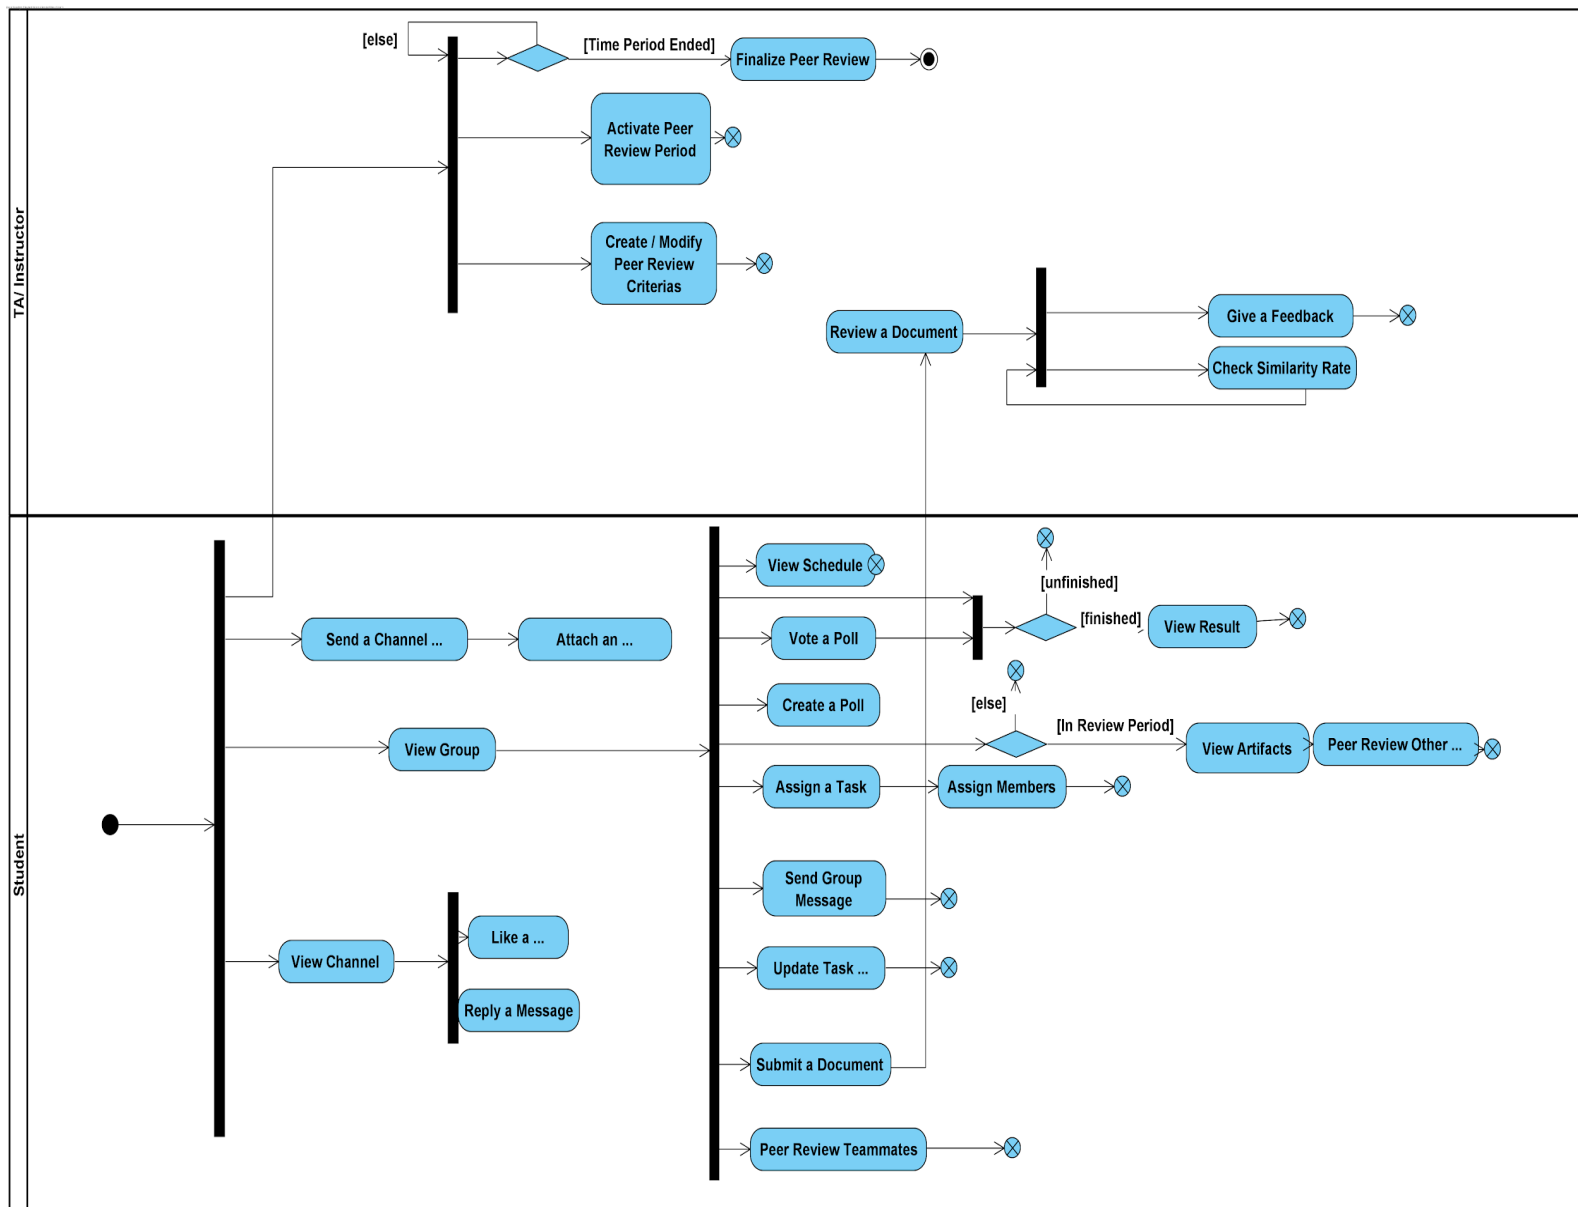 TA/ Instructor
[else]
[Time Period Ended]
Finalize Peer Review
Activate Peer
Review Period
Create / Modify
Peer Review
Criterias
Review a Document
Give a Feedback
Check Similarity Rate
Student
View Schedule
[unfinished]
[finished]
View Result
Send a Channel ...
Attach an ...
Vote a Poll
Create a Poll
[else]
[In Review Period]
View Group
View Artifacts
Peer Review Other ...
Assign a Task
Assign Members
Send Group
Message
Like a ...
View Channel
Update Task ...
Reply a Message
Submit a Document
Peer Review Teammates